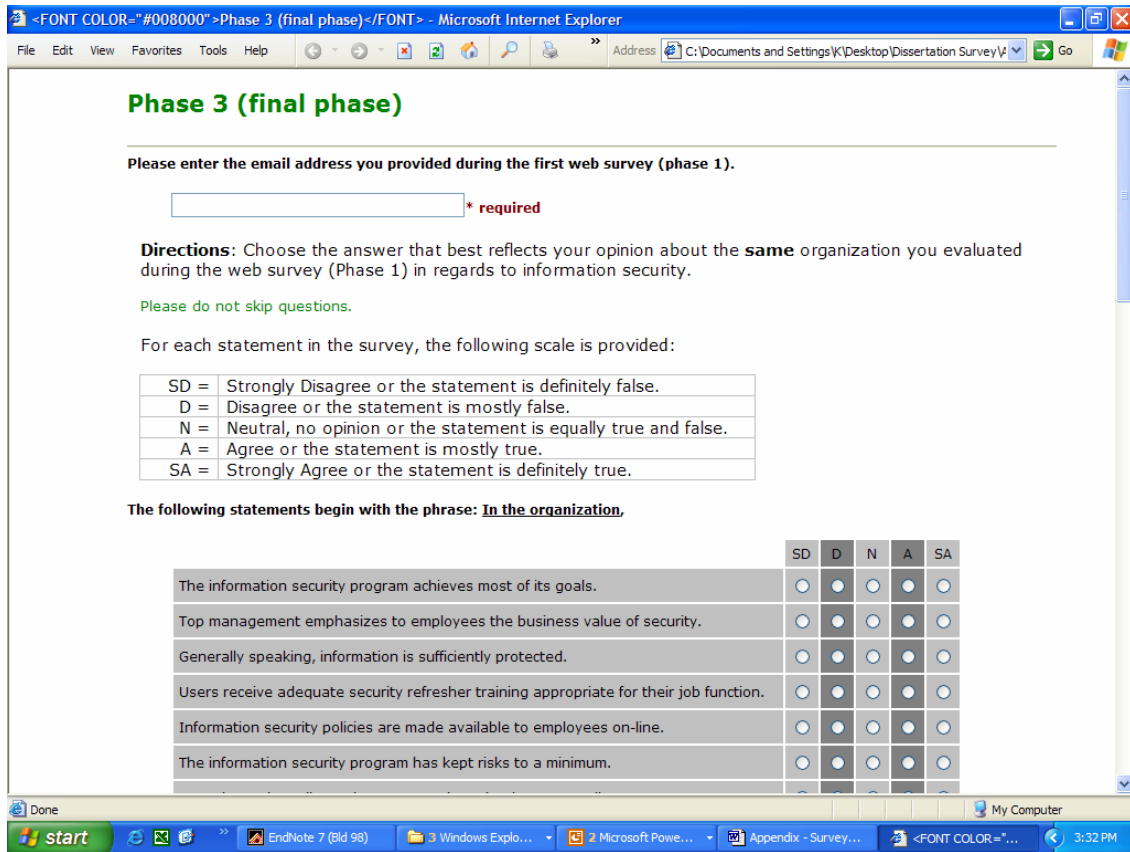 <FONT COLOR="#008000">Phase 3 (final phase)</FONT> - Microsoft Internet Explorer
File Edit View Favorites Tools Help » Address C:\Documents and Settings\K\Desktop\Dissertation Survey\ Go
Phase 3 (final phase)
Please enter the email address you provided during the first web survey (phase 1).
* required
Directions: Choose the answer that best reflects your opinion about the same organization you evaluated
during the web survey (Phase 1) in regards to information security.
Please do not skip questions.
For each statement in the survey, the following scale is provided:
SD = Strongly Disagree or the statement is definitely false.
D = Disagree or the statement is mostly false.
N = Neutral, no opinion or the statement is equally true and false.
A = Agree or the statement is mostly true.
SA = Strongly Agree or the statement is definitely true.
The following statements begin with the phrase: In the organization,
SD D N A SA
The information security program achieves most of its goals.
Top management emphasizes to employees the business value of security.
Generally speaking, information is sufficiently protected.
Users receive adequate security refresher training appropriate for their job function.
Information security policies are made available to employees on-line.
The information security program has kept risks to a minimum.
Done My Computer
start » EndNote 7 (Bld 98) 3 Windows Explo... 2 Microsoft Powe... Appendix - Survey... <FONT COLOR="... 3:32 PM